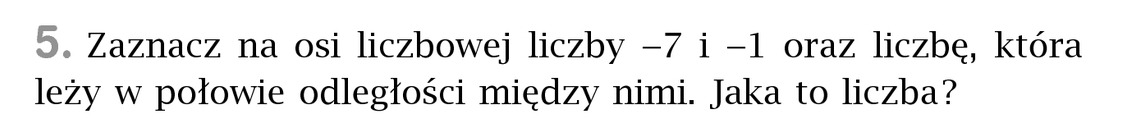 5. Zaznacz na osi liczbowej liczby –7 i –1 oraz liczbę, która
leży w połowie odległości między nimi. Jaka to liczba?